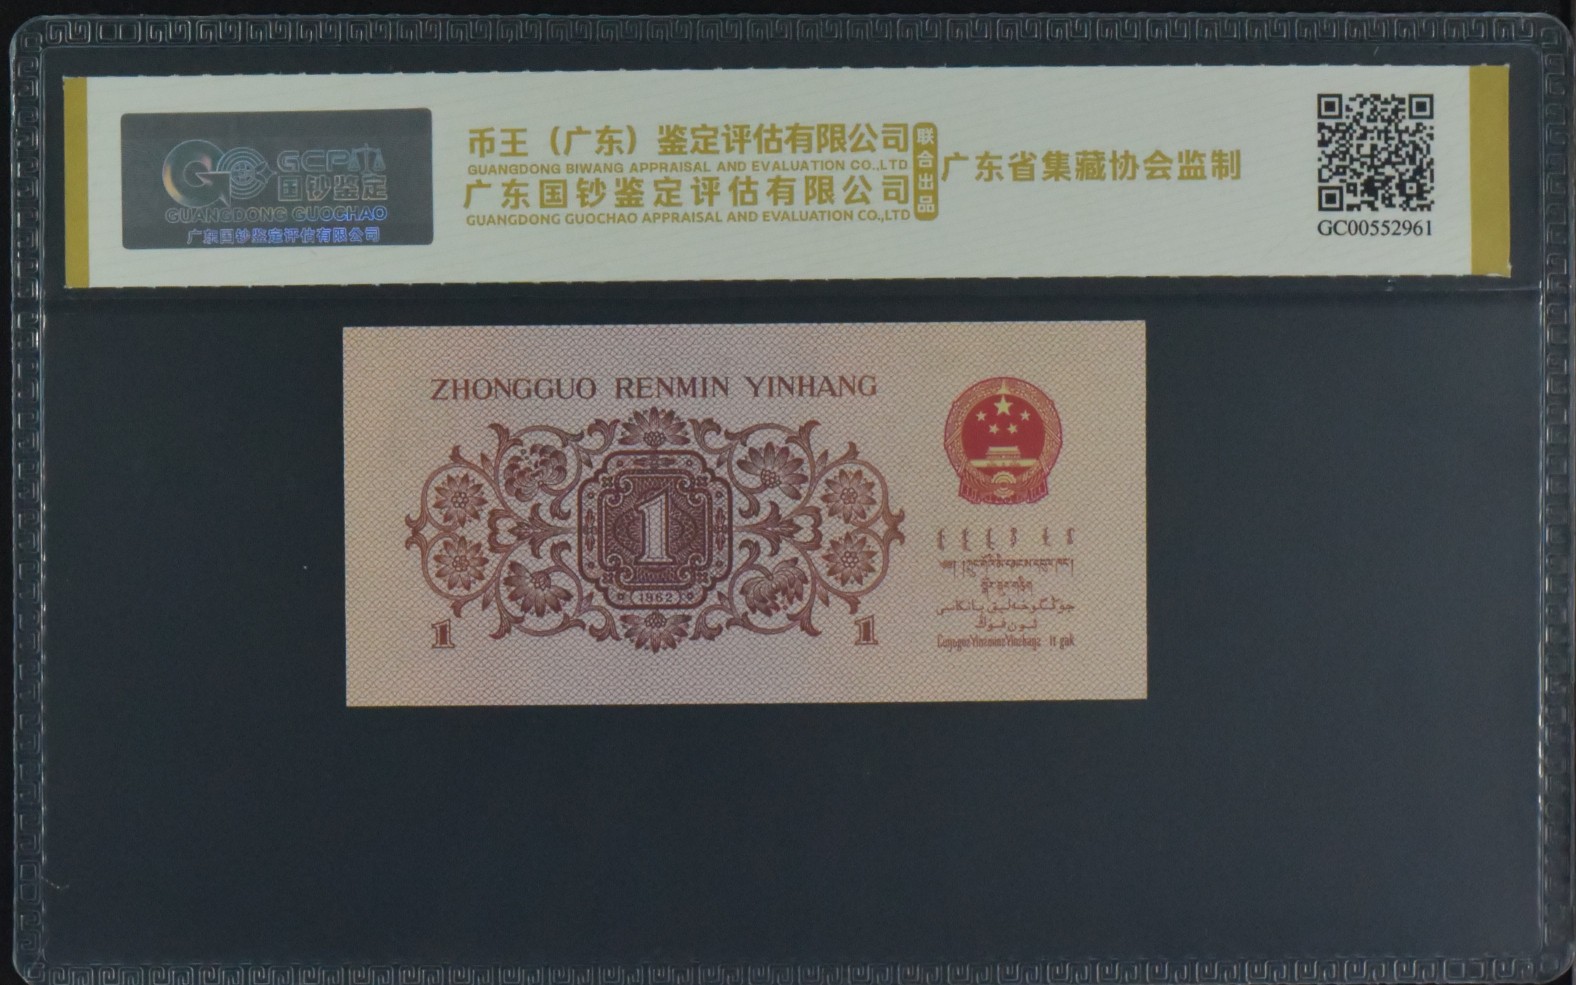 GCPA
国钞鉴定
GUANGDONG GUOCHAO
广东国钞鉴定评估有限公司
币王（广东）鉴定评估有限公司
GUANGDONG BIWANG APPRAISAL AND EVALUATION CO.,LTD
广东国钞鉴定评估有限公司
GUANGDONG GUOCHAO APPRAISAL AND EVALUATION CO.,LTD
联合出品
广东省集藏协会监制
GC00552961
ZHONGGUO RENMIN YINHANG
1
1962
1
1